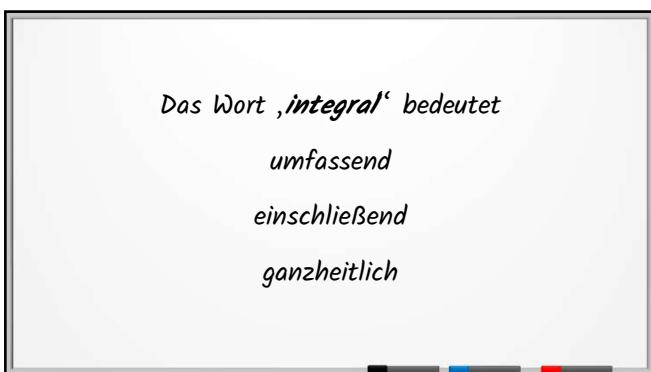 Das Wort ‚integral‘ bedeutet
umfassend
einschließend
ganzheitlich